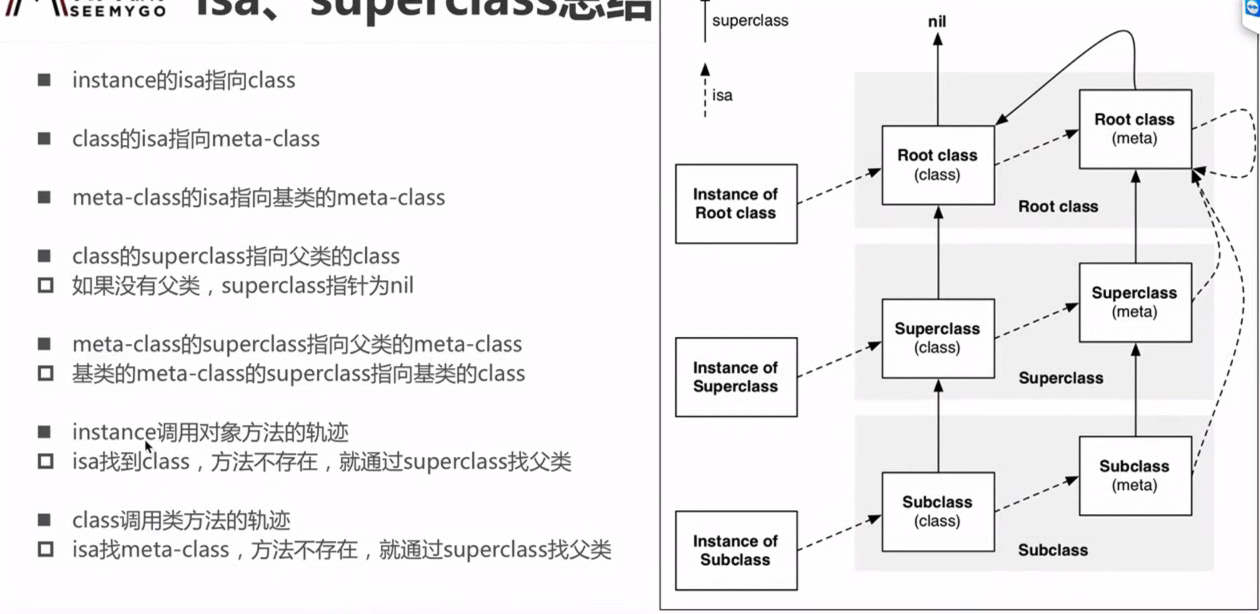 SEEMYGO
isa、superclass总结
instance的isa指向class
class的isa指向meta-class
meta-class的isa指向基类的meta-class
class的superclass指向父类的class
如果没有父类，superclass指针为nil
meta-class的superclass指向父类的meta-class
基类的meta-class的superclass指向基类的class
instance调用对象方法的轨迹
isa找到class，方法不存在，就通过superclass找父类
class调用类方法的轨迹
isa找meta-class，方法不存在，就通过superclass找父类
superclass
isa
nil
Root class
(meta)
Root class
(class)
Instance of
Root class
Root class
Superclass
(meta)
Superclass
(class)
Instance of
Superclass
Superclass
Subclass
(meta)
Subclass
(class)
Instance of
Subclass
Subclass